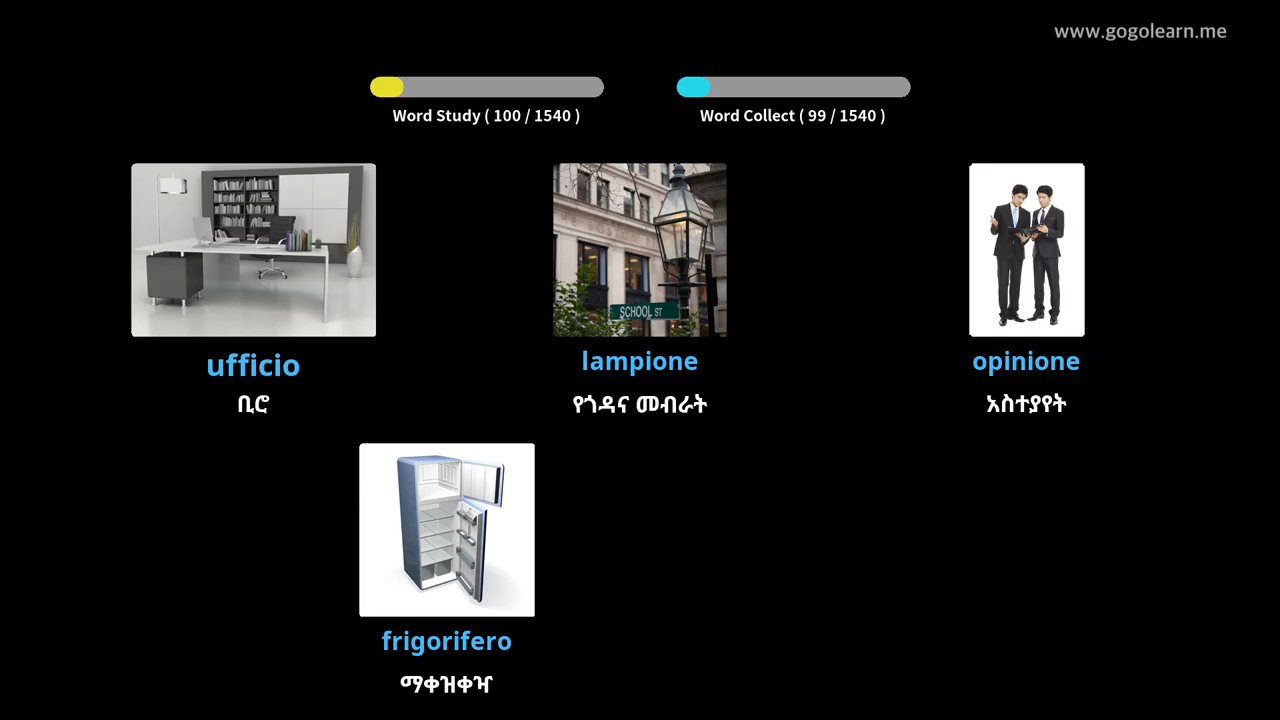 www.gogolearn.me
Word Study ( 100 / 1540 )
Word Collect ( 99 / 1540 )
SCHOOL ST
ufficio
ቢሮ
lampione
የጎዳና መብራት
opinione
አስተያየት
frigorifero
ማቀዝቀዣ